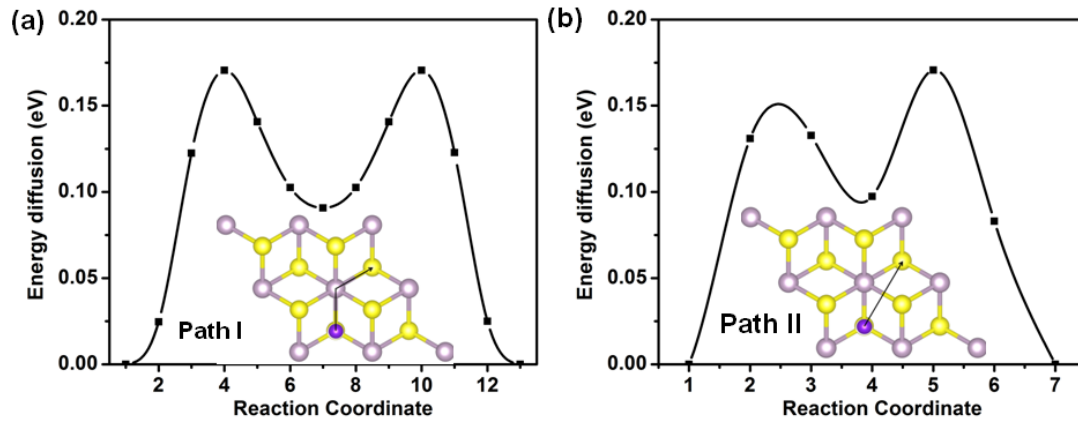 (a)
Energy diffusion (eV)
0.20
0.15
0.10
0.05
0.00
Path I
2 4 6 8 10 12
Reaction Coordinate
(b)
Energy diffusion (eV)
0.20
0.15
0.10
0.05
0.00
Path II
1 2 3 4 5 6 7
Reaction Coordinate